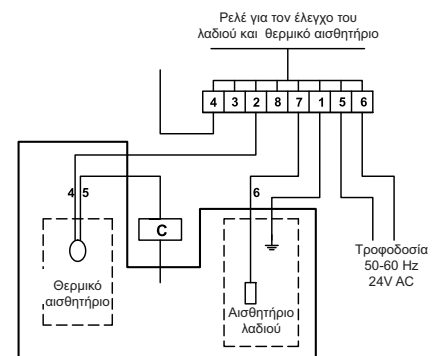 Ρελέ για τον έλεγχο του
λαδιού και θερμικό αισθητήριο
4 3 2 8 7 1 5 6
4 5
6
C
Θερμικό
αισθητήριο
Αισθητήριο
λαδιού
Τροφοδοσία
50-60 Hz
24V AC